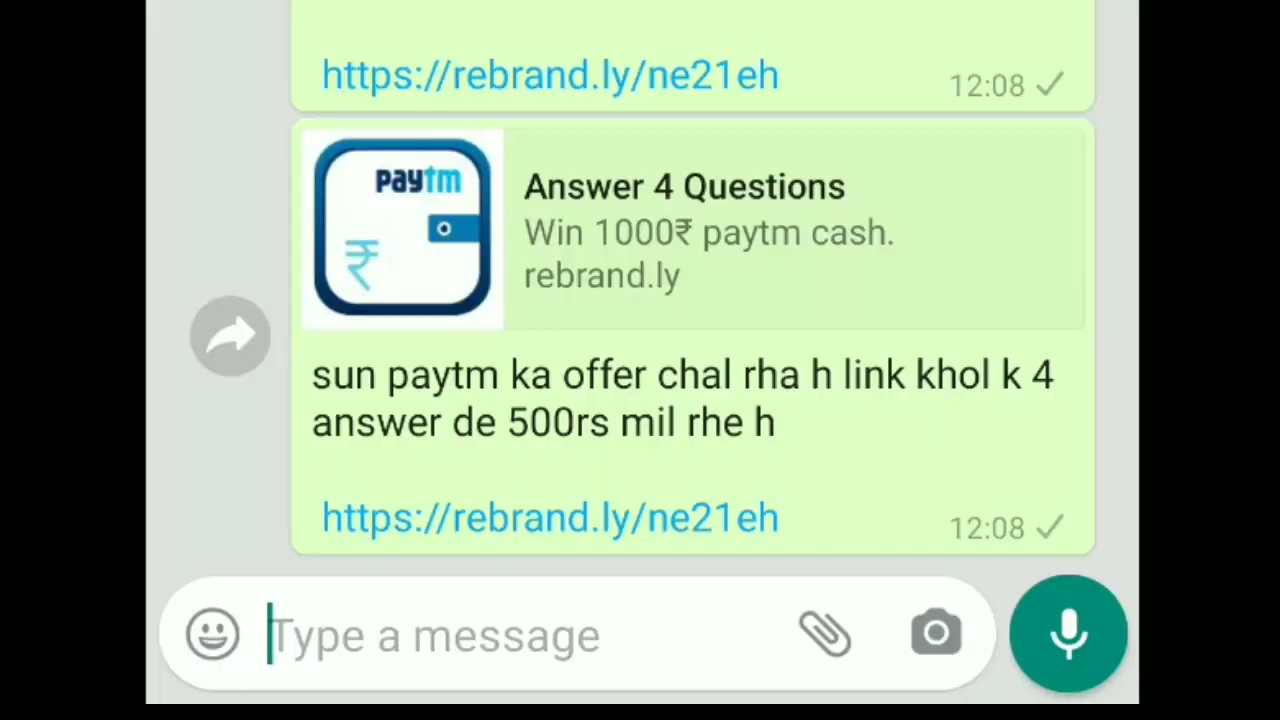 https://rebrand.ly/ne21eh
12:08
paytm
₹
Answer 4 Questions
Win 1000₹ paytm cash.
rebrand.ly
sun paytm ka offer chal rha h link khol k 4
answer de 500rs mil rhe h
https://rebrand.ly/ne21eh
12:08
Type a message